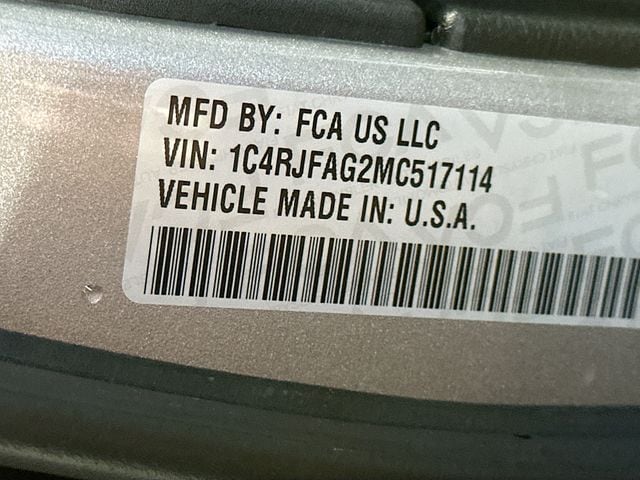 MFD BY: FCA US LLC
VIN: 1C4RJFAG2MC517114
VEHICLE MADE IN: U.S.A.